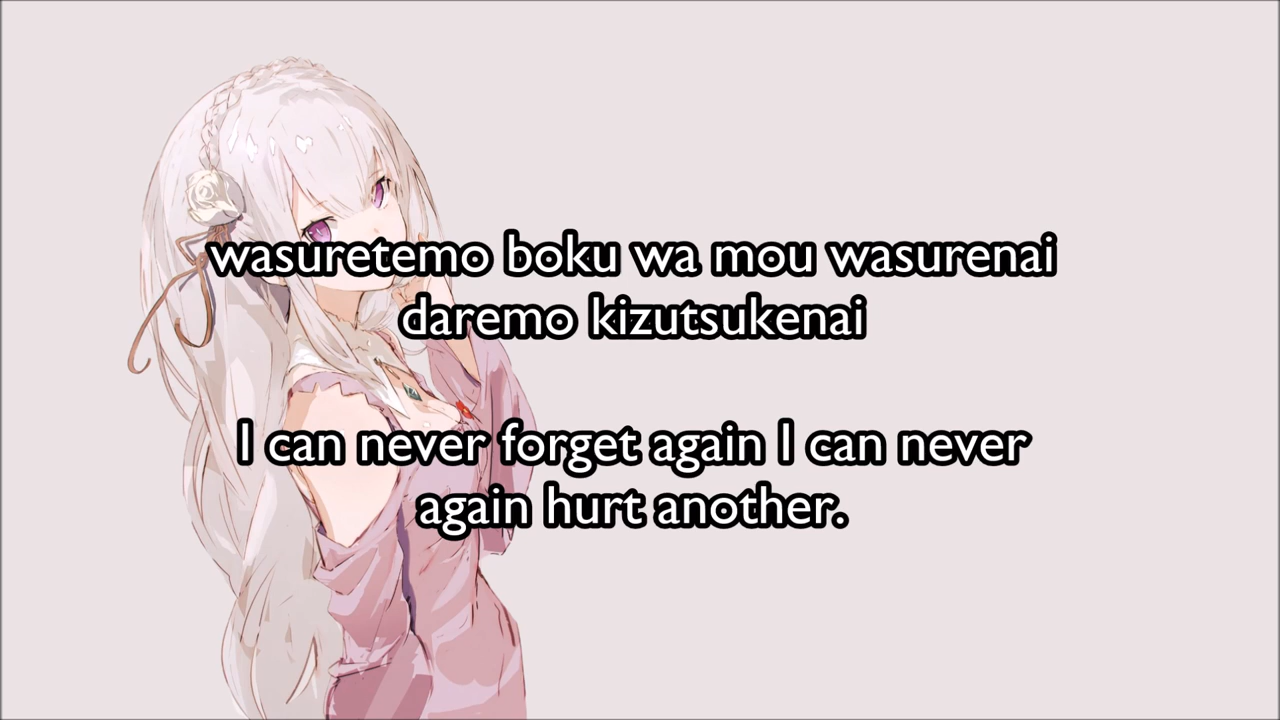 wasuretemo boku wa mou wasurenai
daremo kizutsukenai
I can never forget again I can never
again hurt another.